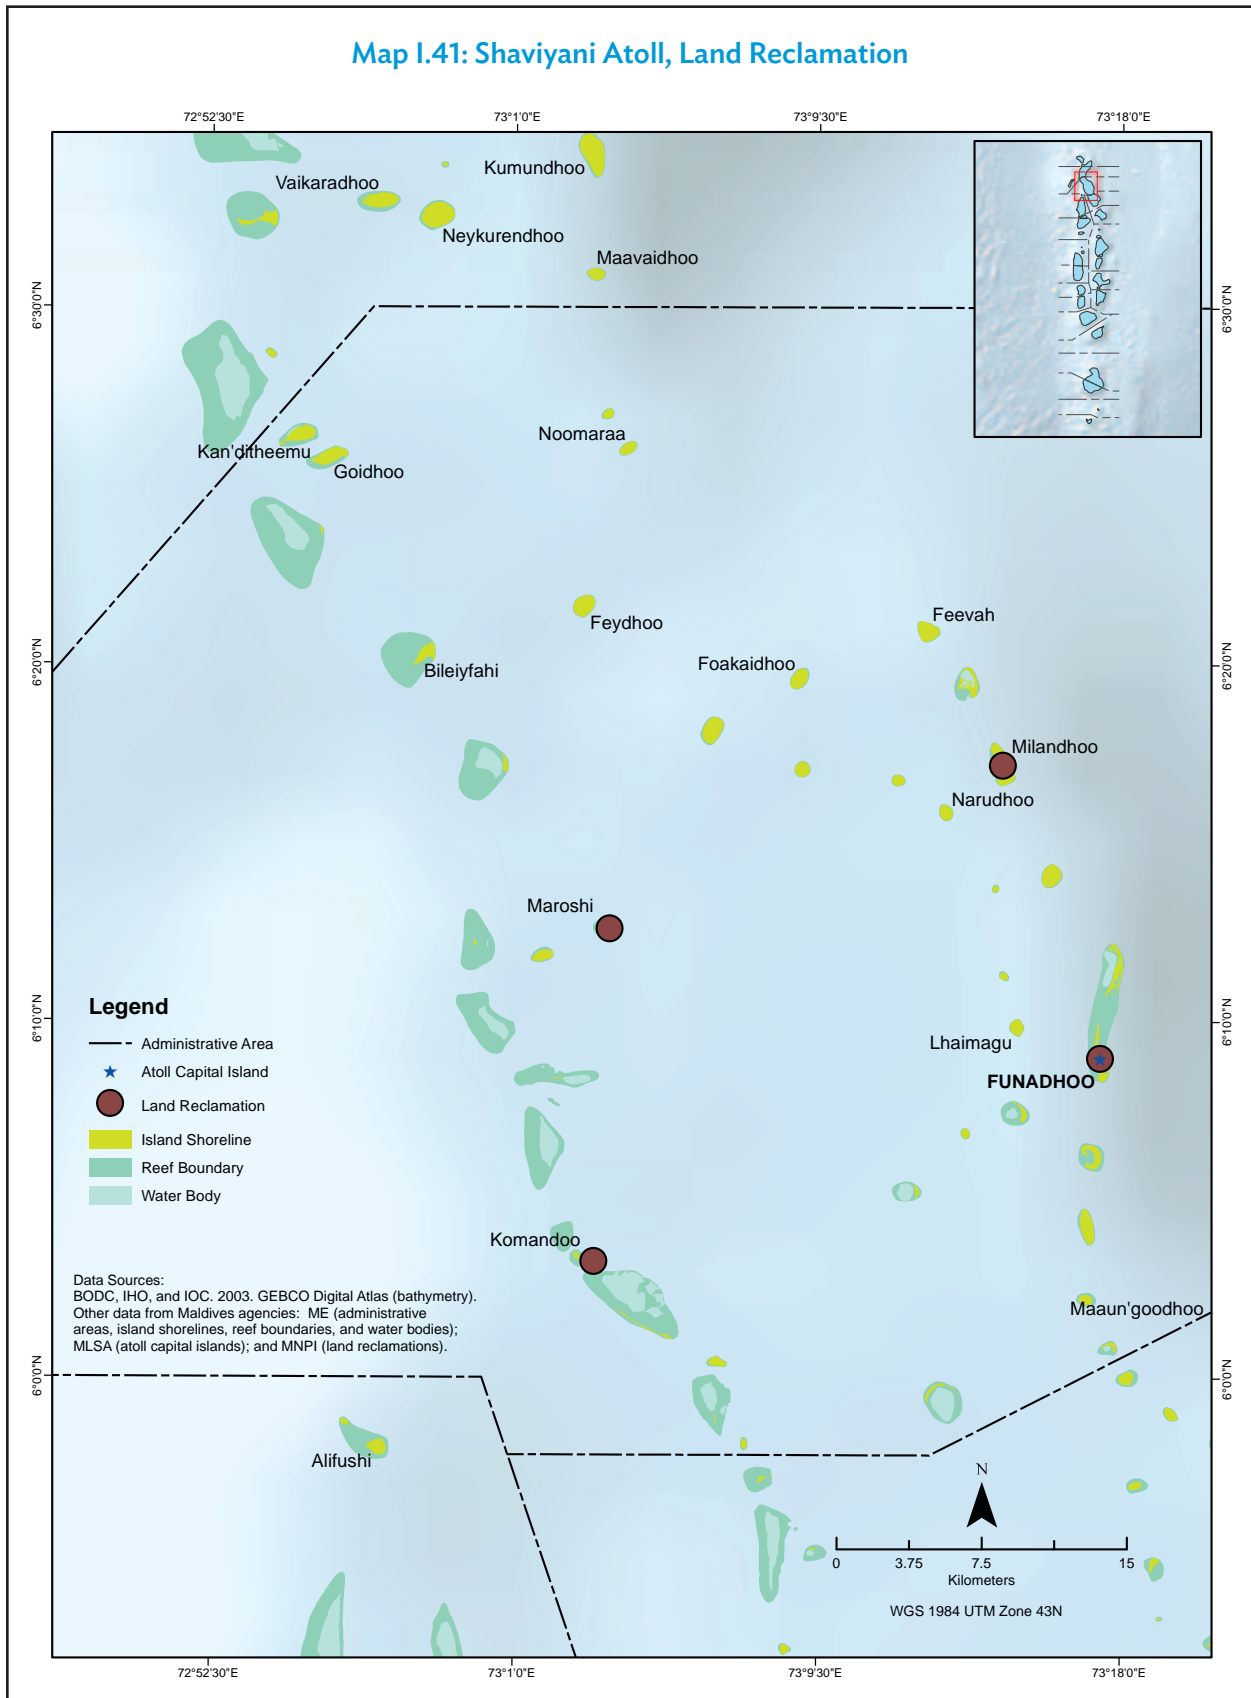 Map I.41: Shaviyani Atoll, Land Reclamation
72°52'30"E
73°1'0"E
73°9'30"E
73°18'0"E
Kumundhoo
Vaikaradhoo
Neykurendhoo
Maavaidhoo
6°30'0"N
6°30'0"N
Noomaraa
Kan'ditheemu
Goidhoo
Feydhoo
Feevah
6°20'0"N
6°20'0"N
Foakaidhoo
Bileiyfahi
Milandhoo
Narudhoo
Maroshi
6°10'0"N
6°10'0"N
Lhaimagu
FUNADHOO
Legend
Administrative Area
Atoll Capital Island
Land Reclamation
Island Shoreline
Reef Boundary
Water Body
Komandoo
Data Sources:
BODC, IHO, and IOC. 2003. GEBCO Digital Atlas (bathymetry).
Other data from Maldives agencies: ME (administrative
areas, island shorelines, reef boundaries, and water bodies);
MLSA (atoll capital islands); and MNPI (land reclamations).
Maaun'goodhoo
6°0'0"N
6°0'0"N
Alifushi
N
0
3.75
7.5
15
Kilometers
WGS 1984 UTM Zone 43N
72°52'30"E
73°1'0"E
73°9'30"E
73°18'0"E